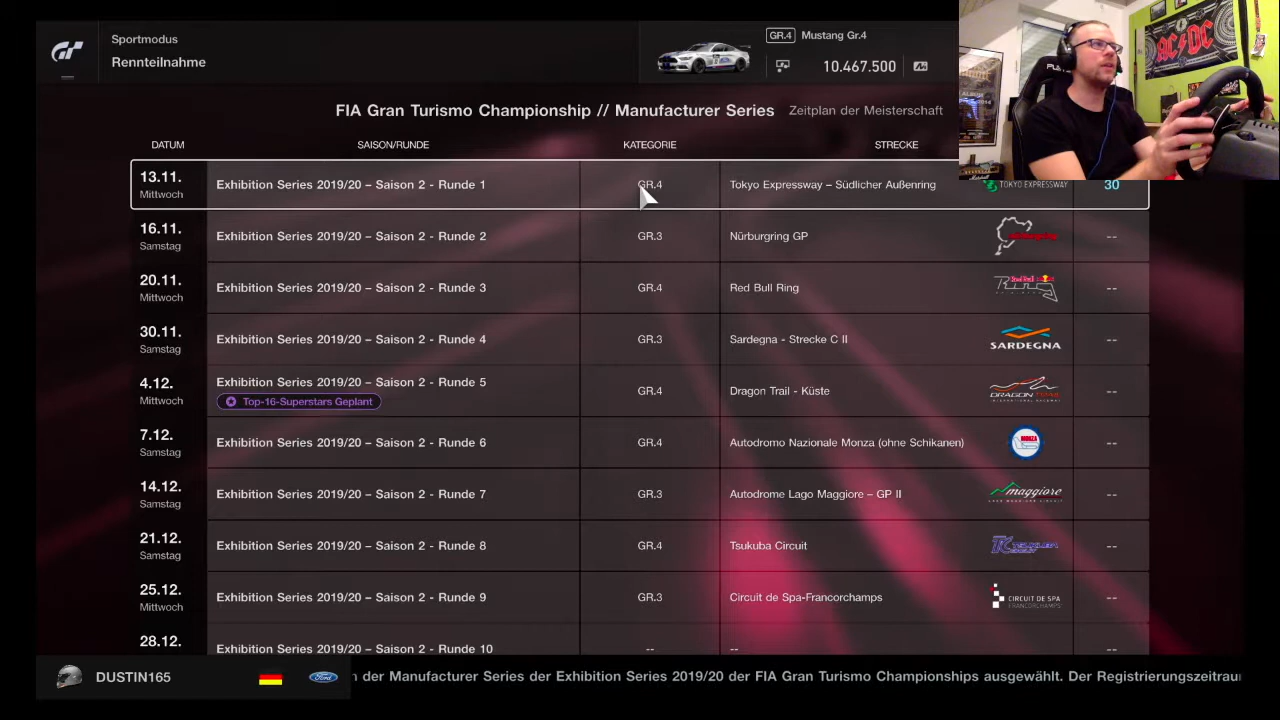 Sportmodus
Rennteilnahme
GR.4 Mustang Gr.4
10.467.500
AC DC
FIA Gran Turismo Championship // Manufacturer Series Zeitplan der Meisterschaft
DATUM SAISON/RUNDE KATEGORIE STRECKE
13.11. Mittwoch Exhibition Series 2019/20 – Saison 2 - Runde 1 GR.4 Tokyo Expressway – Südlicher Außenring TOKYO EXPRESSWAY 30
16.11. Samstag Exhibition Series 2019/20 – Saison 2 - Runde 2 GR.3 Nürburgring GP --
20.11. Mittwoch Exhibition Series 2019/20 – Saison 2 - Runde 3 GR.4 Red Bull Ring Red Bull Ring --
30.11. Samstag Exhibition Series 2019/20 – Saison 2 - Runde 4 GR.3 Sardegna - Strecke C II SARDEGNA --
4.12. Mittwoch Exhibition Series 2019/20 – Saison 2 - Runde 5 GR.4 Dragon Trail - Küste DRAGON TRAIL --
Top-16-Superstars Geplant
7.12. Samstag Exhibition Series 2019/20 – Saison 2 - Runde 6 GR.4 Autodromo Nazionale Monza (ohne Schikanen) MONZA --
14.12. Samstag Exhibition Series 2019/20 – Saison 2 - Runde 7 GR.3 Autodrome Lago Maggiore – GP II maggiore --
21.12. Samstag Exhibition Series 2019/20 – Saison 2 - Runde 8 GR.4 Tsukuba Circuit TSUKUBA CIRCUIT --
25.12. Mittwoch Exhibition Series 2019/20 – Saison 2 - Runde 9 GR.3 Circuit de Spa-Francorchamps CIRCUIT DE SPA FRANCORCHAMPS --
28.12. Exhibition Series 2019/20 – Saison 2 - Runde 10 -- --
DUSTIN165 Ford der Manufacturer Series der Exhibition Series 2019/20 der FIA Gran Turismo Championships ausgewählt. Der Registrierungszeitrau